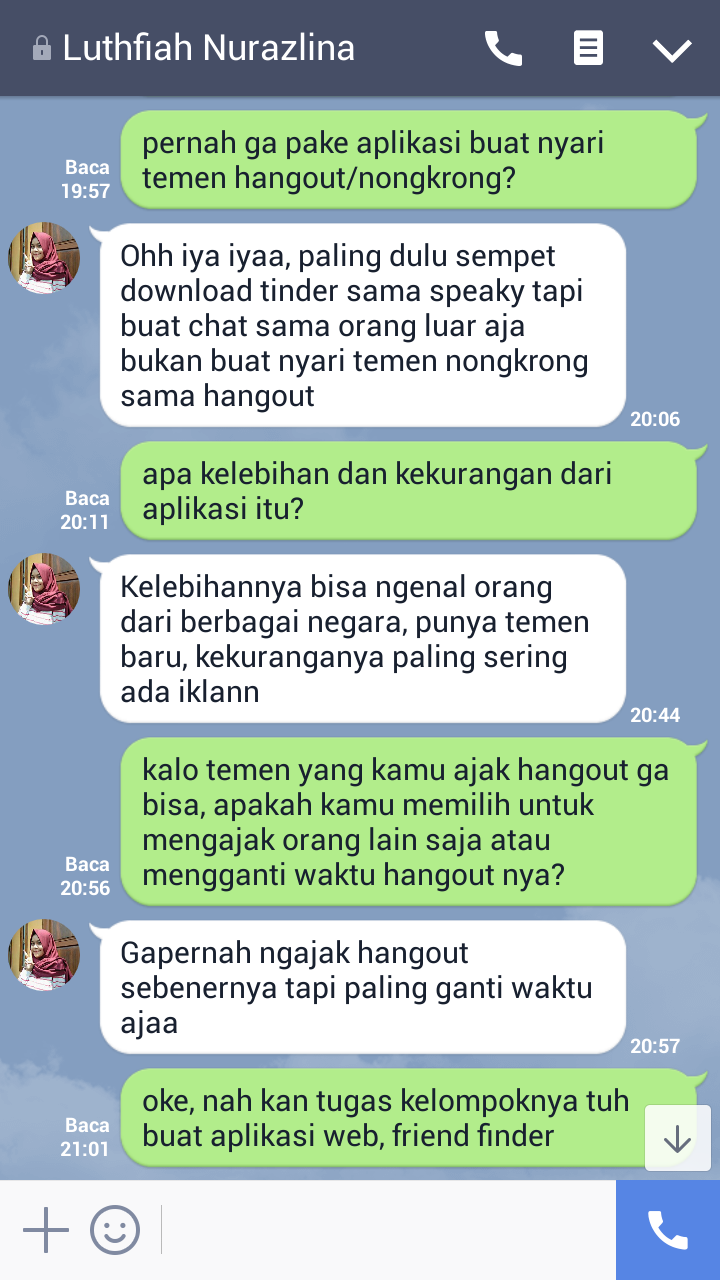 Luthfiah Nurazlina
pernah ga pake aplikasi buat nyari
temen hangout/nongkrong?
Baca
19:57
Ohh iya iyaa, paling dulu sempet
download tinder sama speaky tapi
buat chat sama orang luar aja
bukan buat nyari temen nongkrong
sama hangout
20:06
apa kelebihan dan kekurangan dari
aplikasi itu?
Baca
20:11
Kelebihannya bisa ngenal orang
dari berbagai negara, punya temen
baru, kekuranganya paling sering
ada iklann
20:44
kalo temen yang kamu ajak hangout ga
bisa, apakah kamu memilih untuk
mengajak orang lain saja atau
mengganti waktu hangout nya?
Baca
20:56
Gapernah ngajak hangout
sebenernya tapi paling ganti waktu
ajaa
20:57
oke, nah kan tugas kelompoknya tuh
buat aplikasi web, friend finder
Baca
21:01